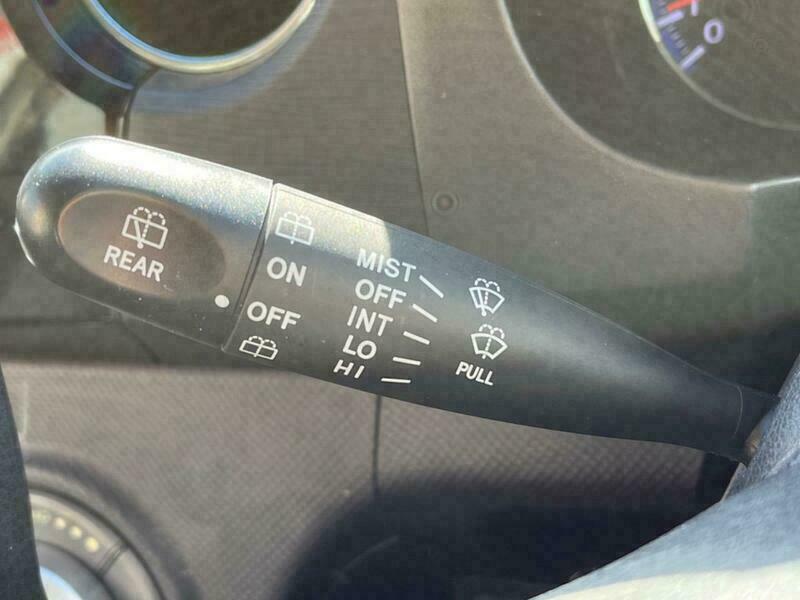 REAR
ON
OFF
MIST
OFF
INT
LO
HI
PULL